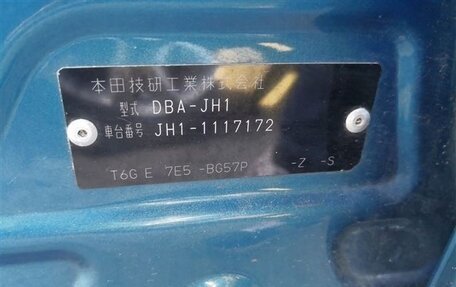 本田技研工業株式会社
型式 DBA-JH1
車台番号 JH1-1117172
T6G E 7E5 -BG57P -Z -S